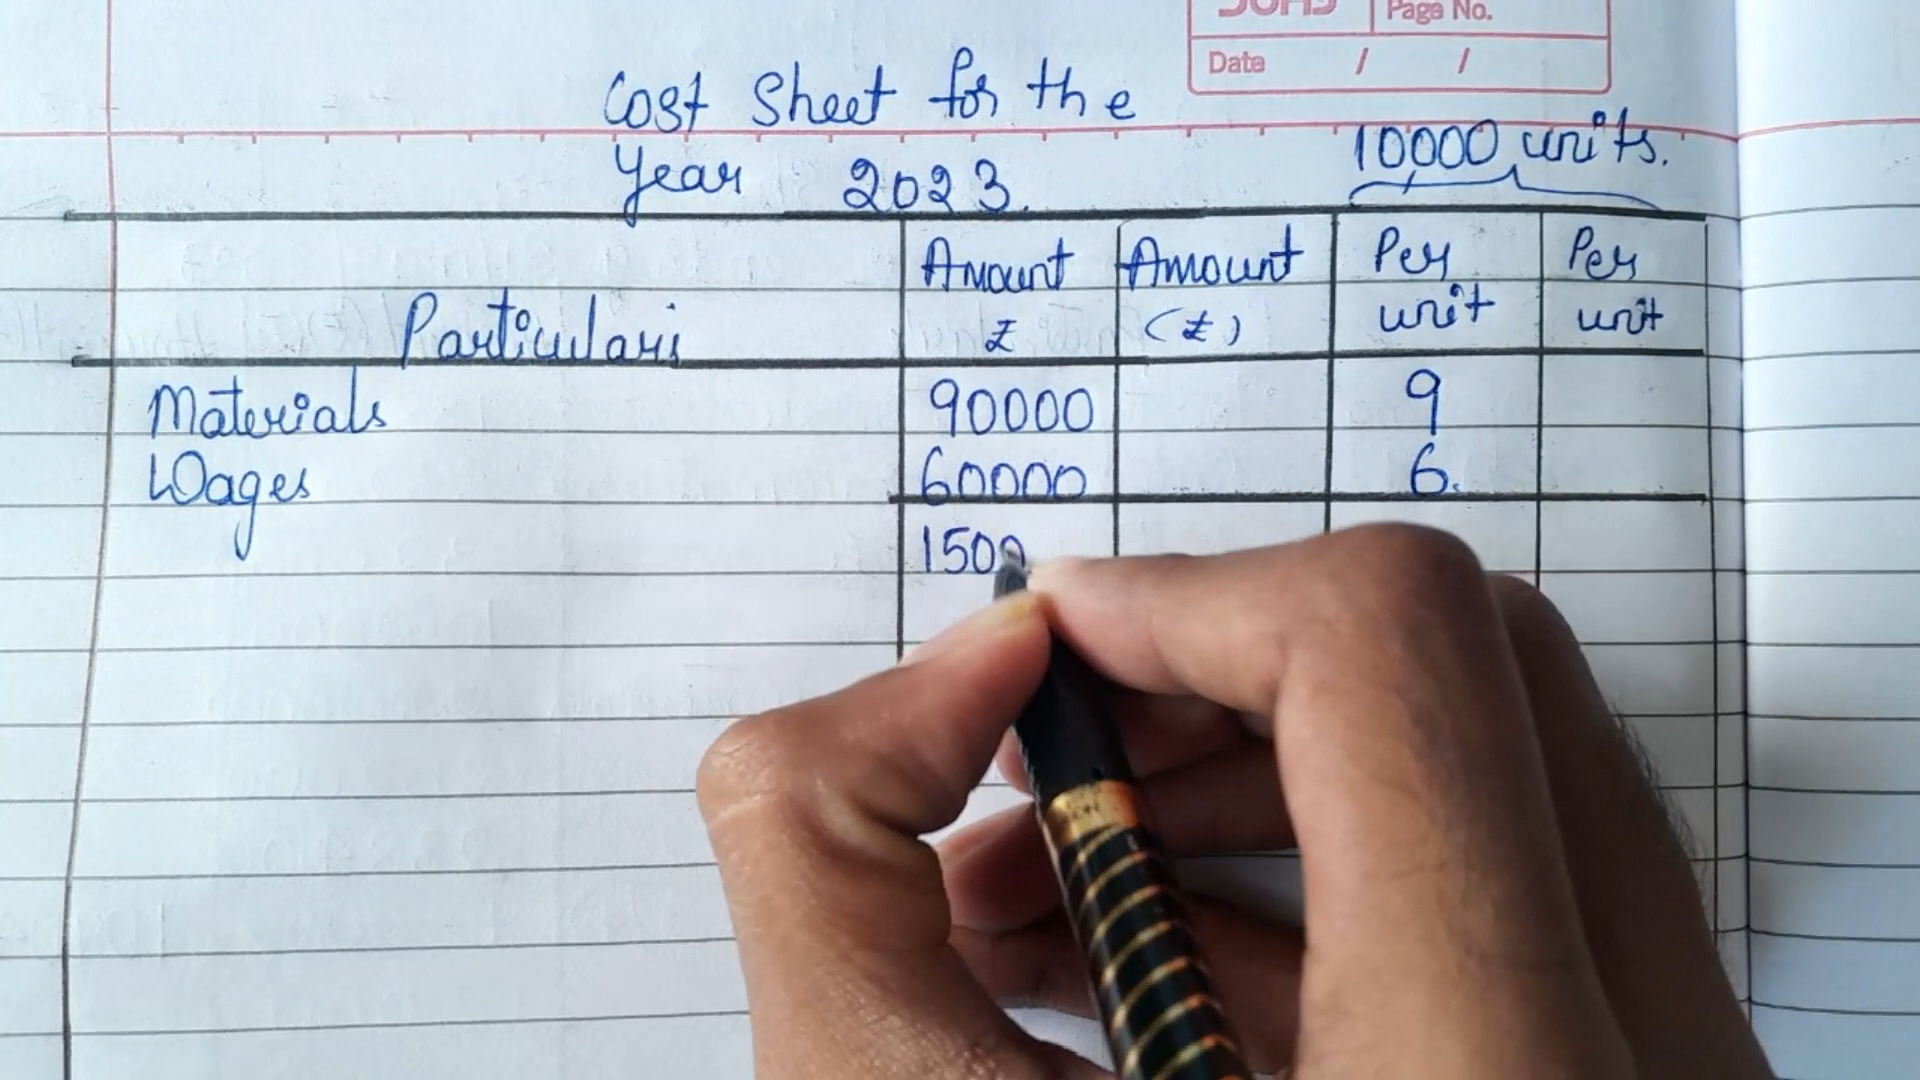 Page No.
Date / /
Cost Sheet for the
Year 2023.
10000 units.
Particulars
Amount ₹
Amount (₹)
Per unit
Per unit
Materials 90000 9
Wages 60000 6.
1500